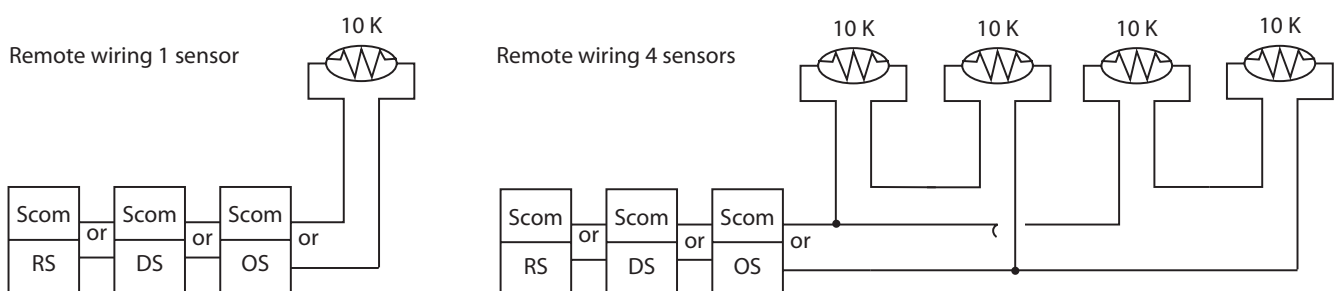 10 K
Remote wiring 1 sensor
Scom or Scom or Scom or
RS DS OS
10 K 10 K 10 K 10 K
Remote wiring 4 sensors
Scom or Scom or Scom or
RS DS OS